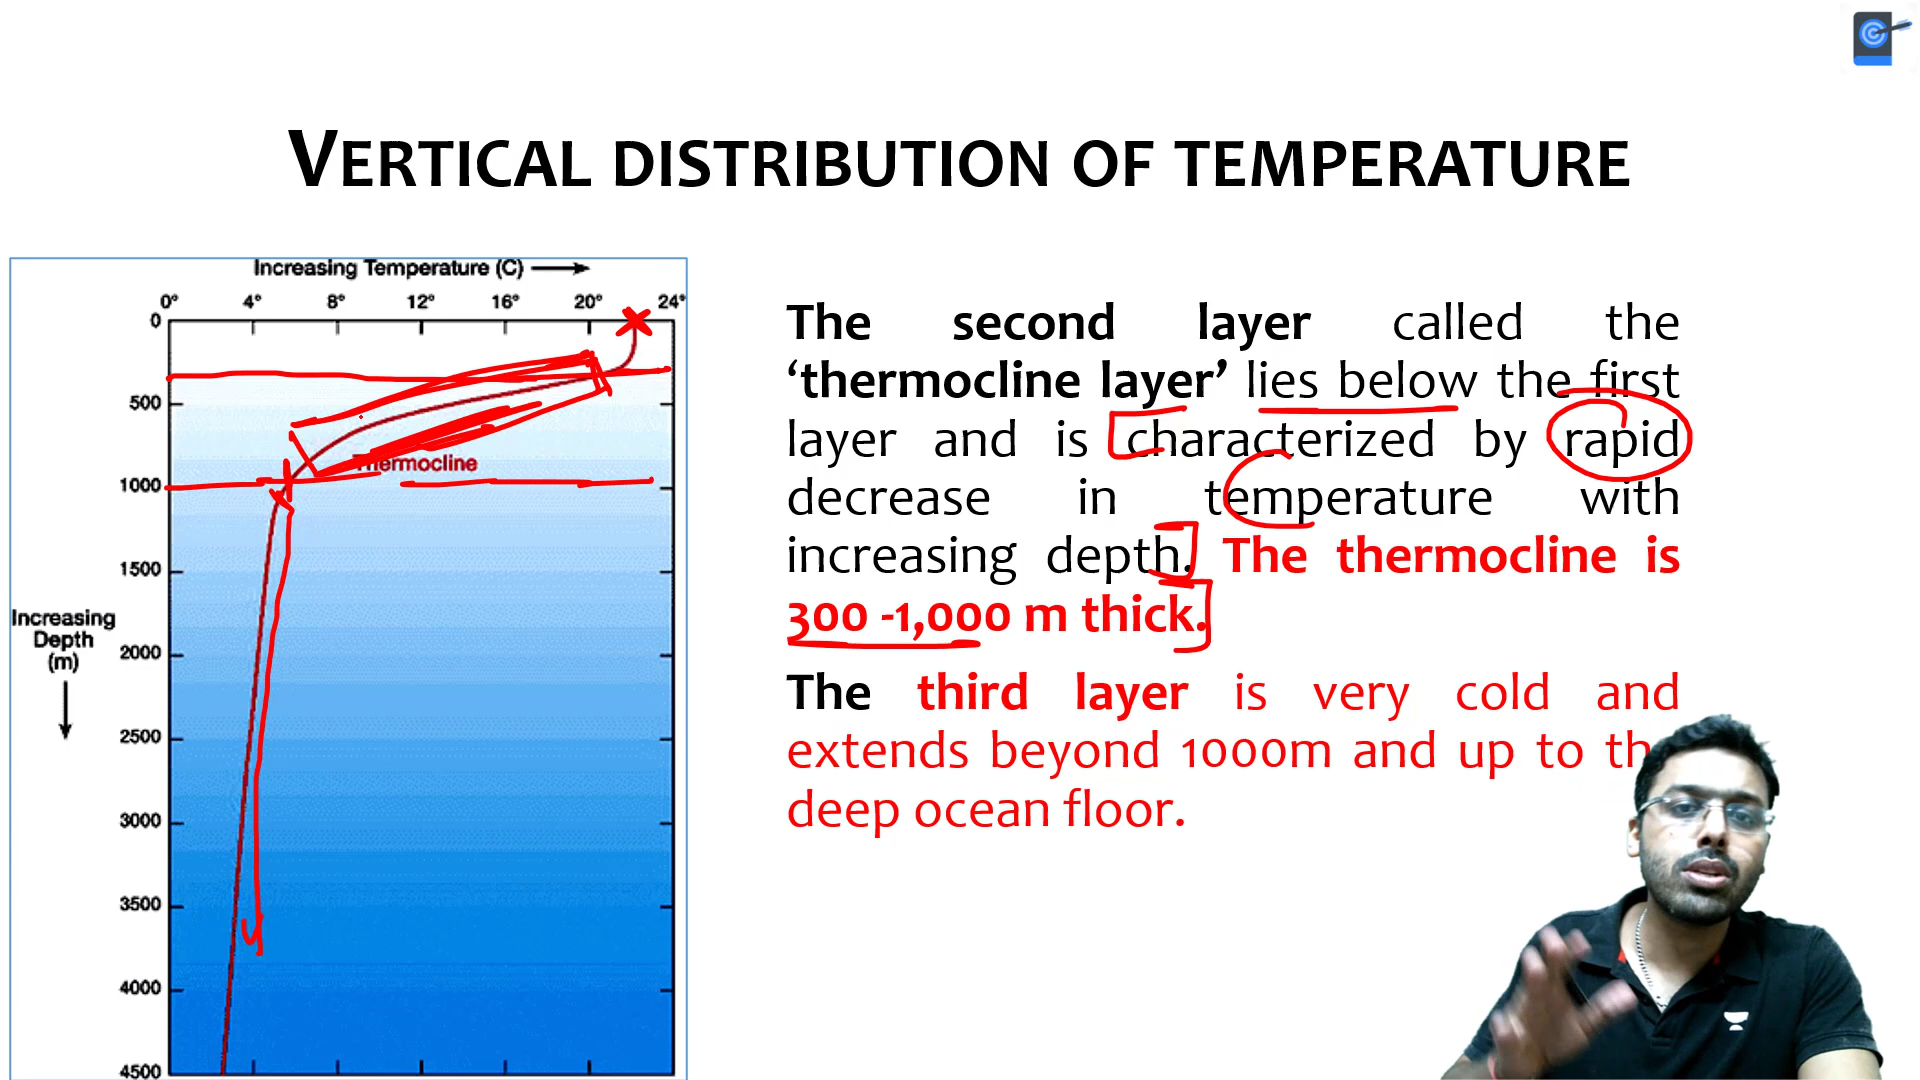 VERTICAL DISTRIBUTION OF TEMPERATURE
Increasing Temperature (C)
0° 4° 8° 12° 16° 20° 24°
0
500
Thermocline
1000
1500
Increasing
Depth
(m)
2000
2500
3000
3500
4000
4500
The second layer called the
‘thermocline layer’ lies below the first
layer and is characterized by rapid
decrease in temperature with
increasing depth. The thermocline is
300 -1,000 m thick.
The third layer is very cold and
extends beyond 1000m and up to th
deep ocean floor.